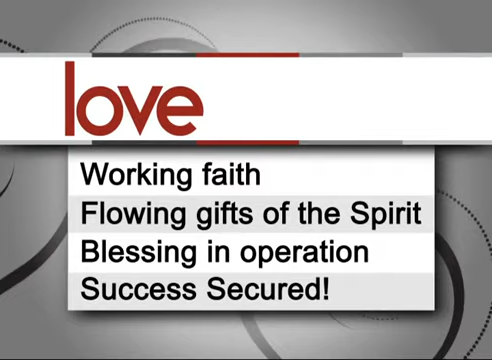 love
Working faith
Flowing gifts of the Spirit
Blessing in operation
Success Secured!